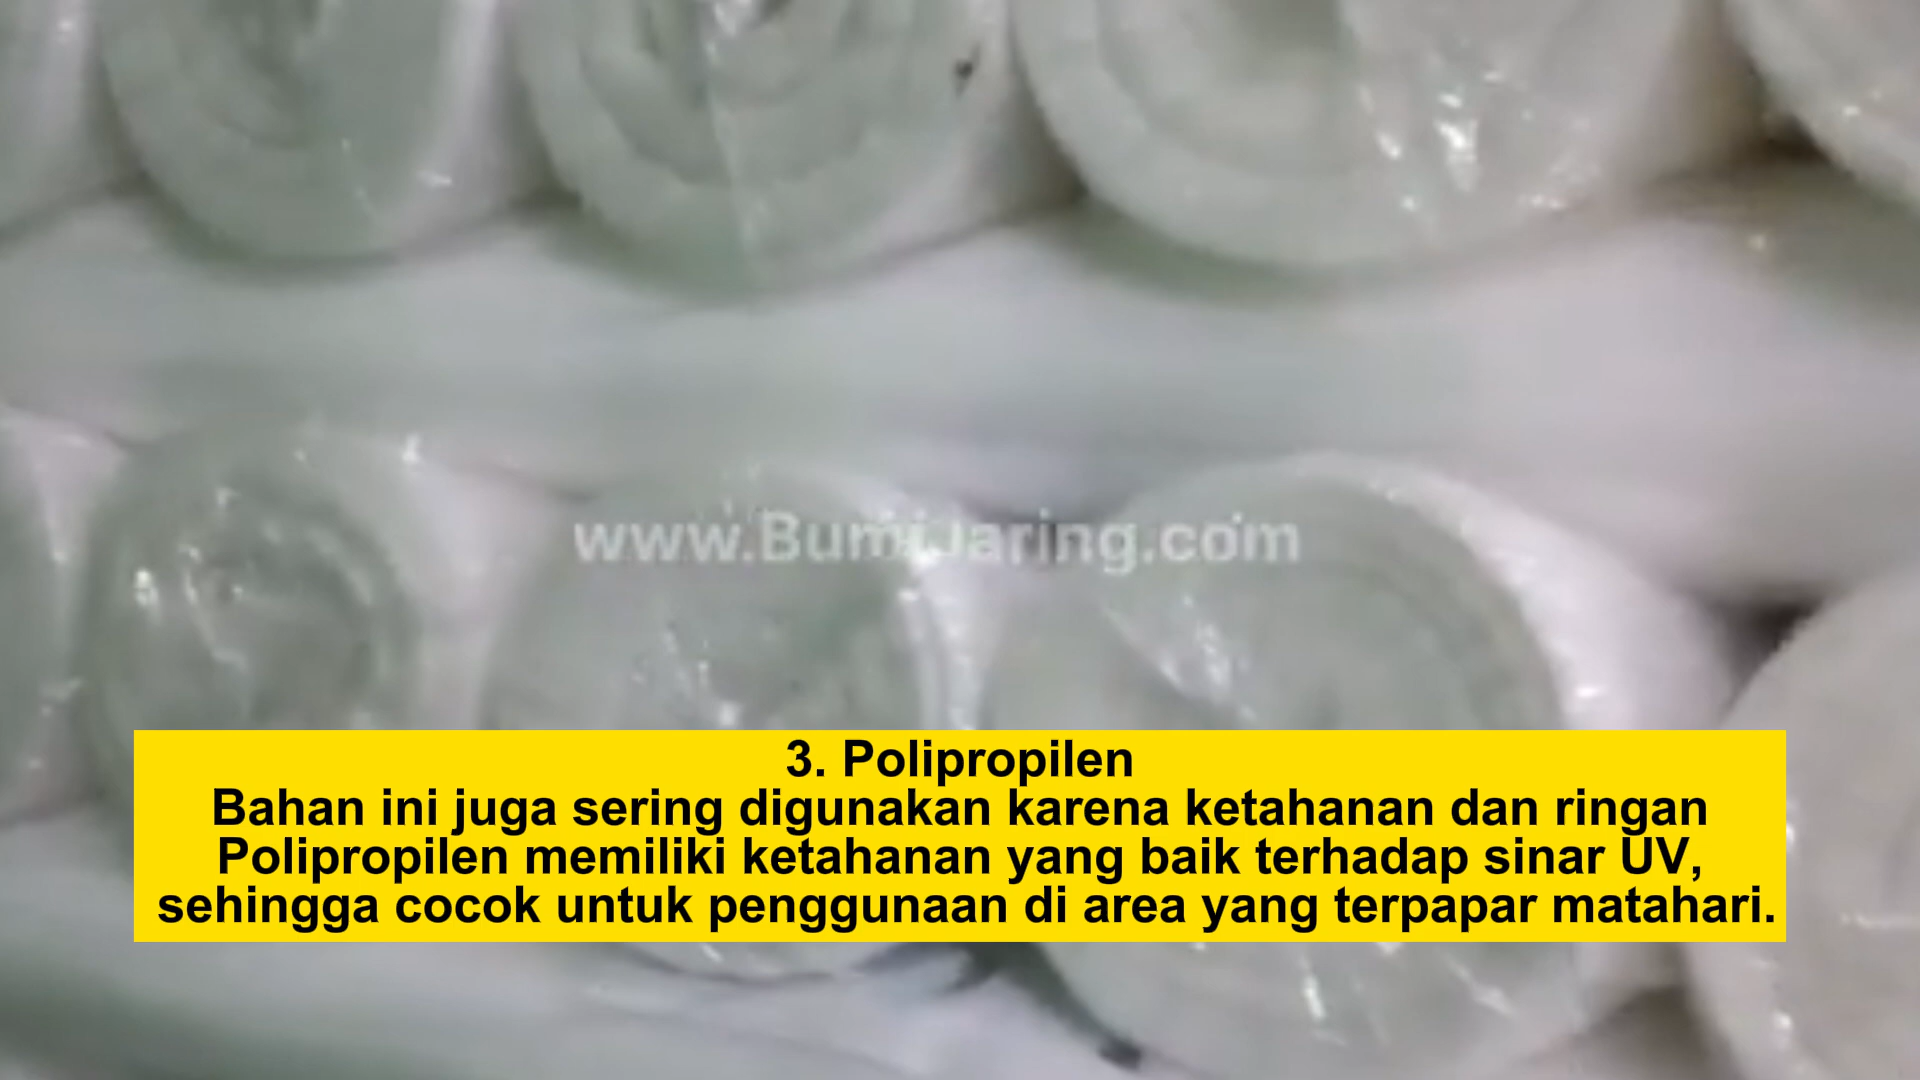 www.BumiJaring.com
3. Polipropilen
Bahan ini juga sering digunakan karena ketahanan dan ringan
Polipropilen memiliki ketahanan yang baik terhadap sinar UV,
sehingga cocok untuk penggunaan di area yang terpapar matahari.